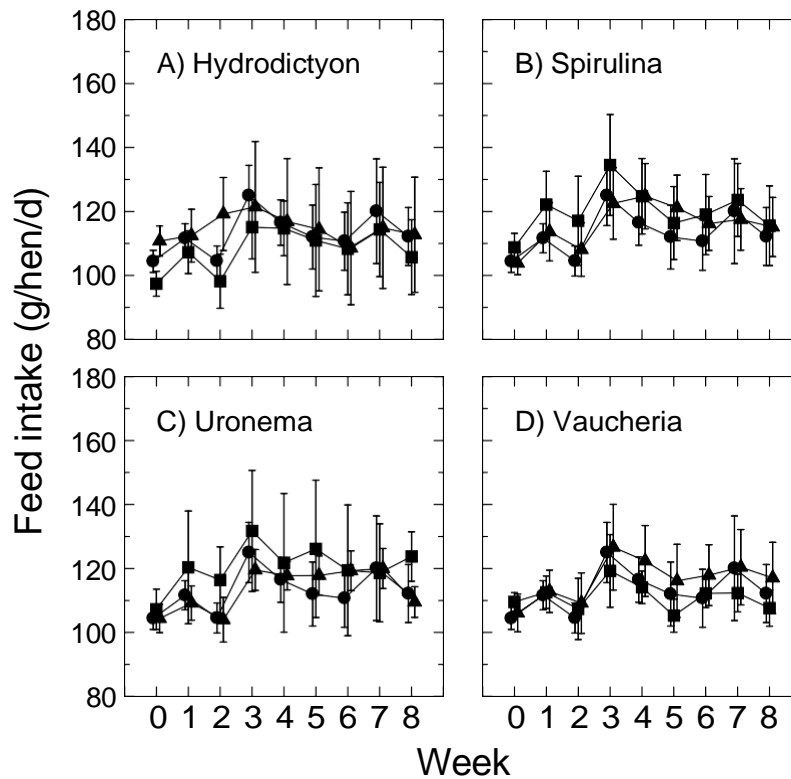 180
A) Hydrodictyon
B) Spirulina
160
140
120
100
80
180
C) Uronema
D) Vaucheria
160
140
120
100
80
0 1 2 3 4 5 6 7 8
0 1 2 3 4 5 6 7 8
Feed intake (g/hen/d)
Week